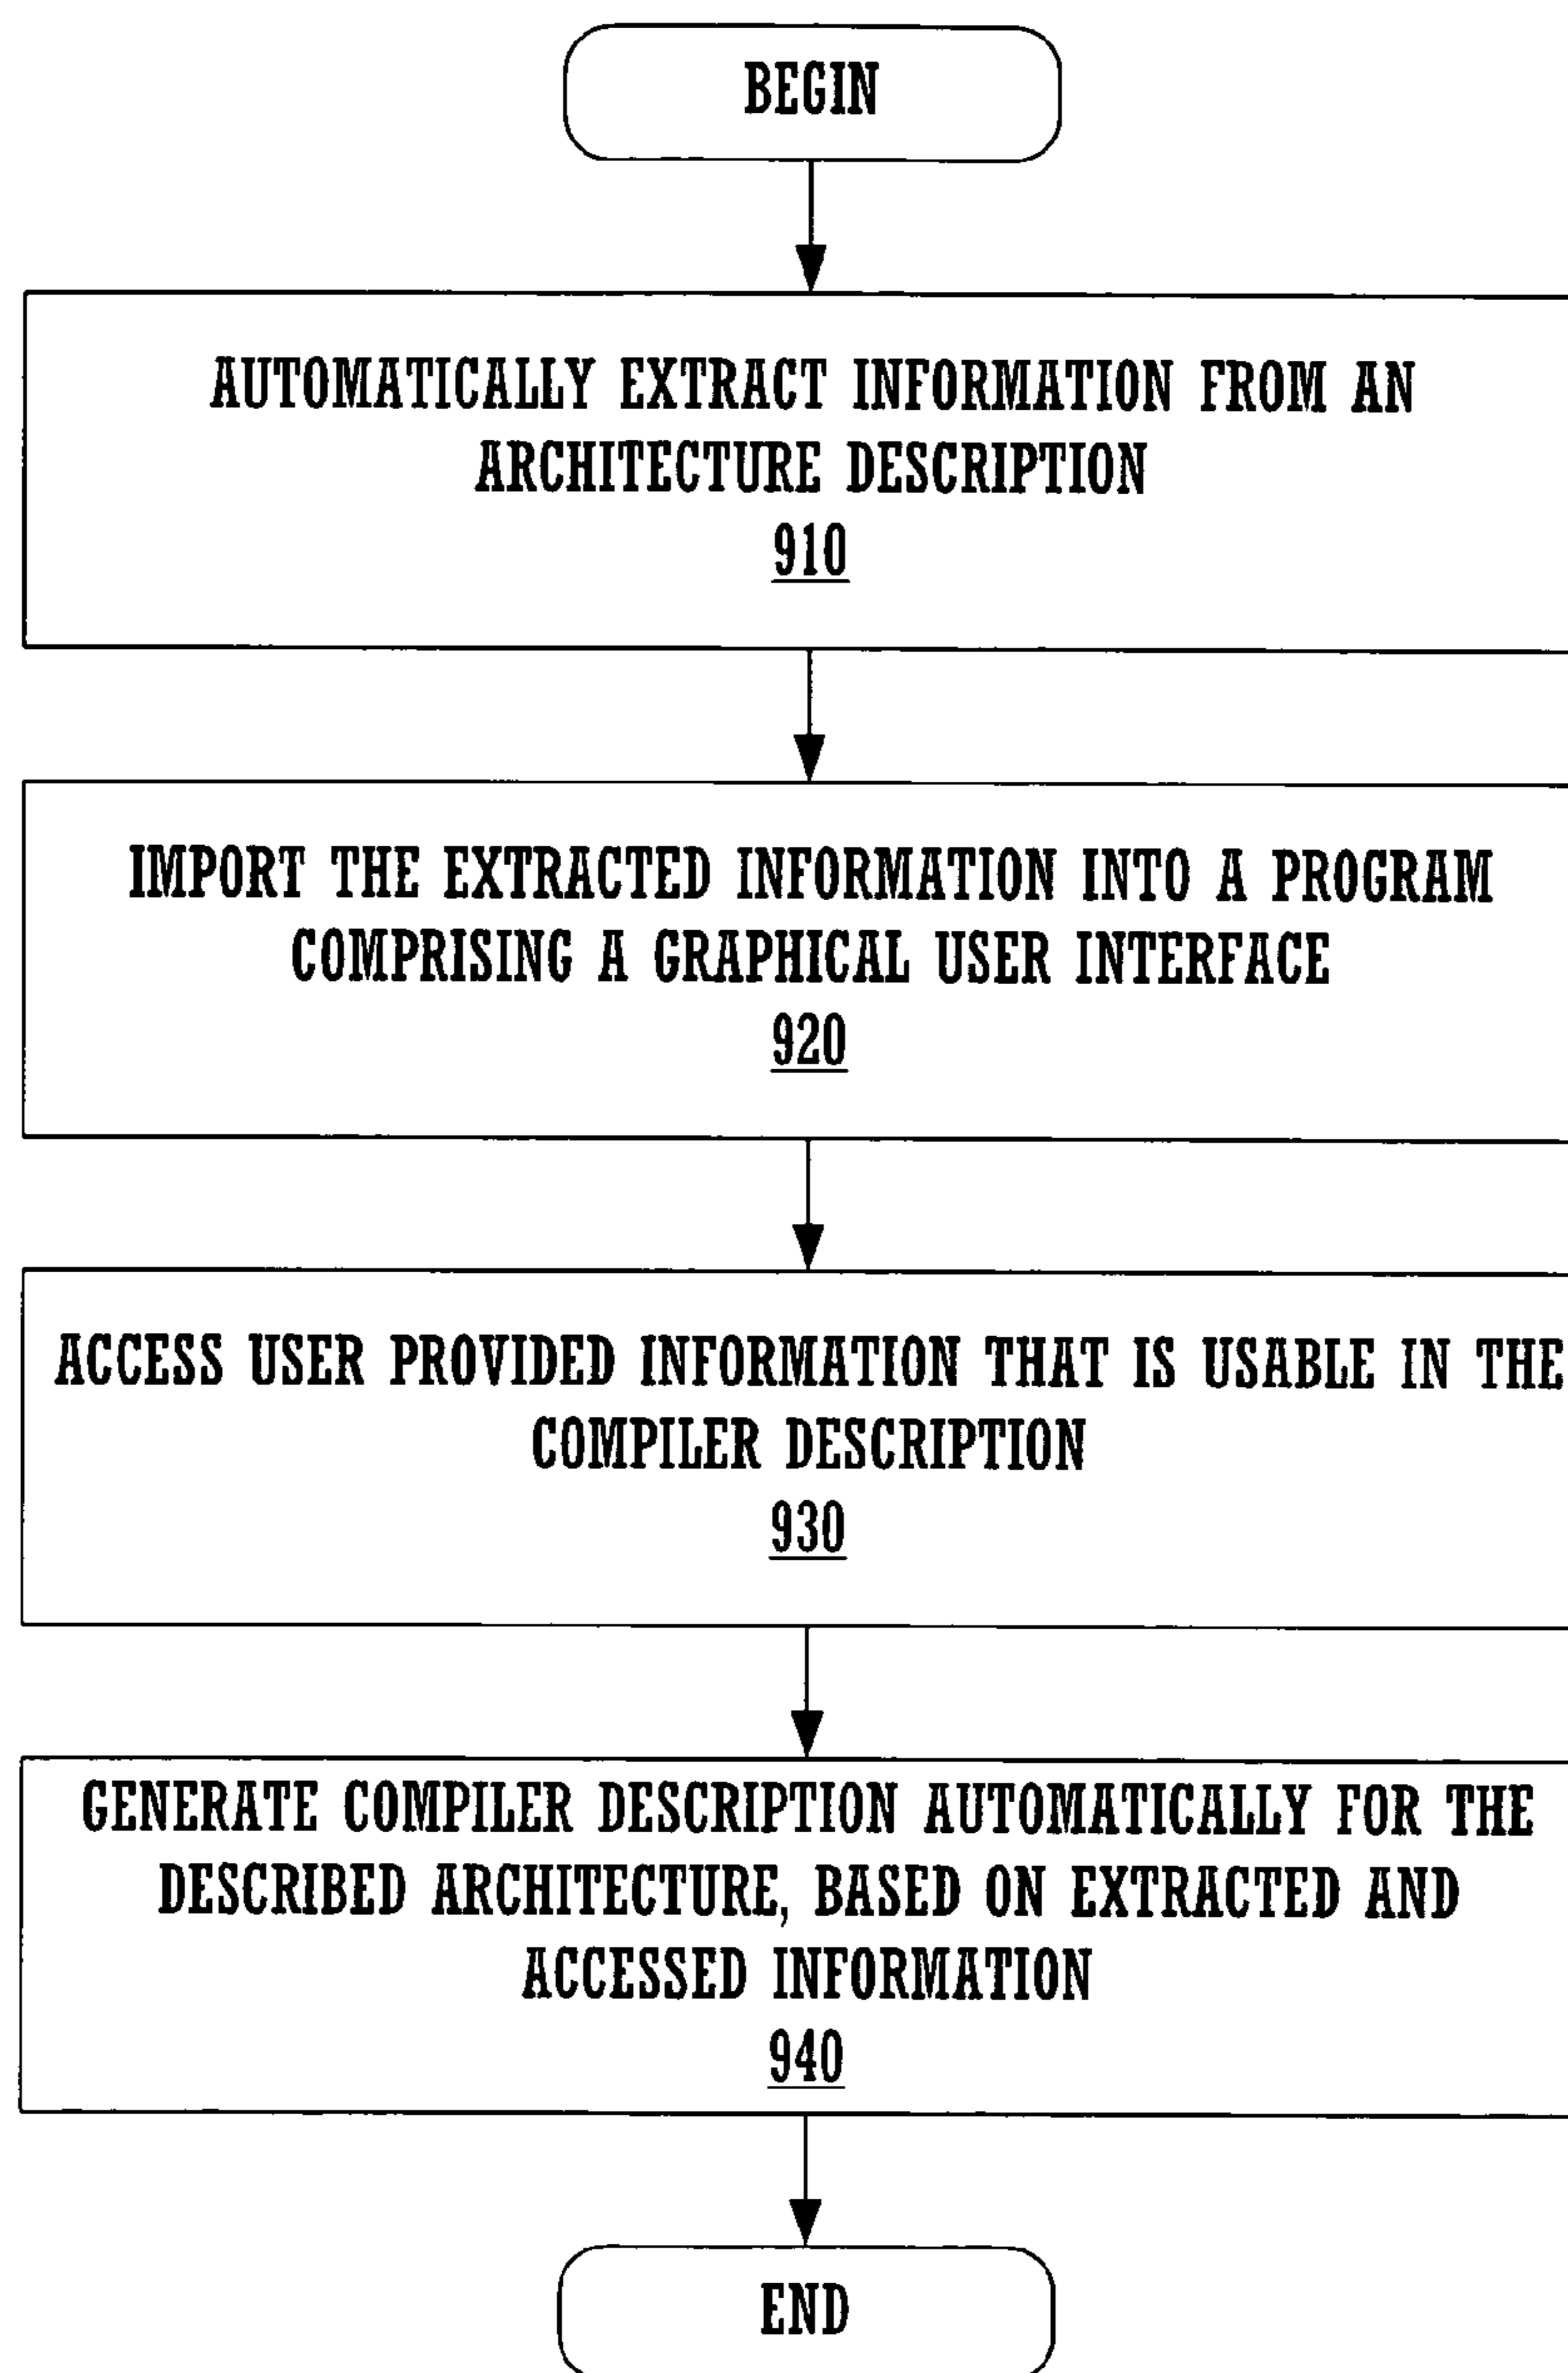 BEGIN
AUTOMATICALLY EXTRACT INFORMATION FROM AN
ARCHITECTURE DESCRIPTION
910
IMPORT THE EXTRACTED INFORMATION INTO A PROGRAM
COMPRISING A GRAPHICAL USER INTERFACE
920
ACCESS USER PROVIDED INFORMATION THAT IS USABLE IN THE
COMPILER DESCRIPTION
930
GENERATE COMPILER DESCRIPTION AUTOMATICALLY FOR THE
DESCRIBED ARCHITECTURE, BASED ON EXTRACTED AND
ACCESSED INFORMATION
940
END